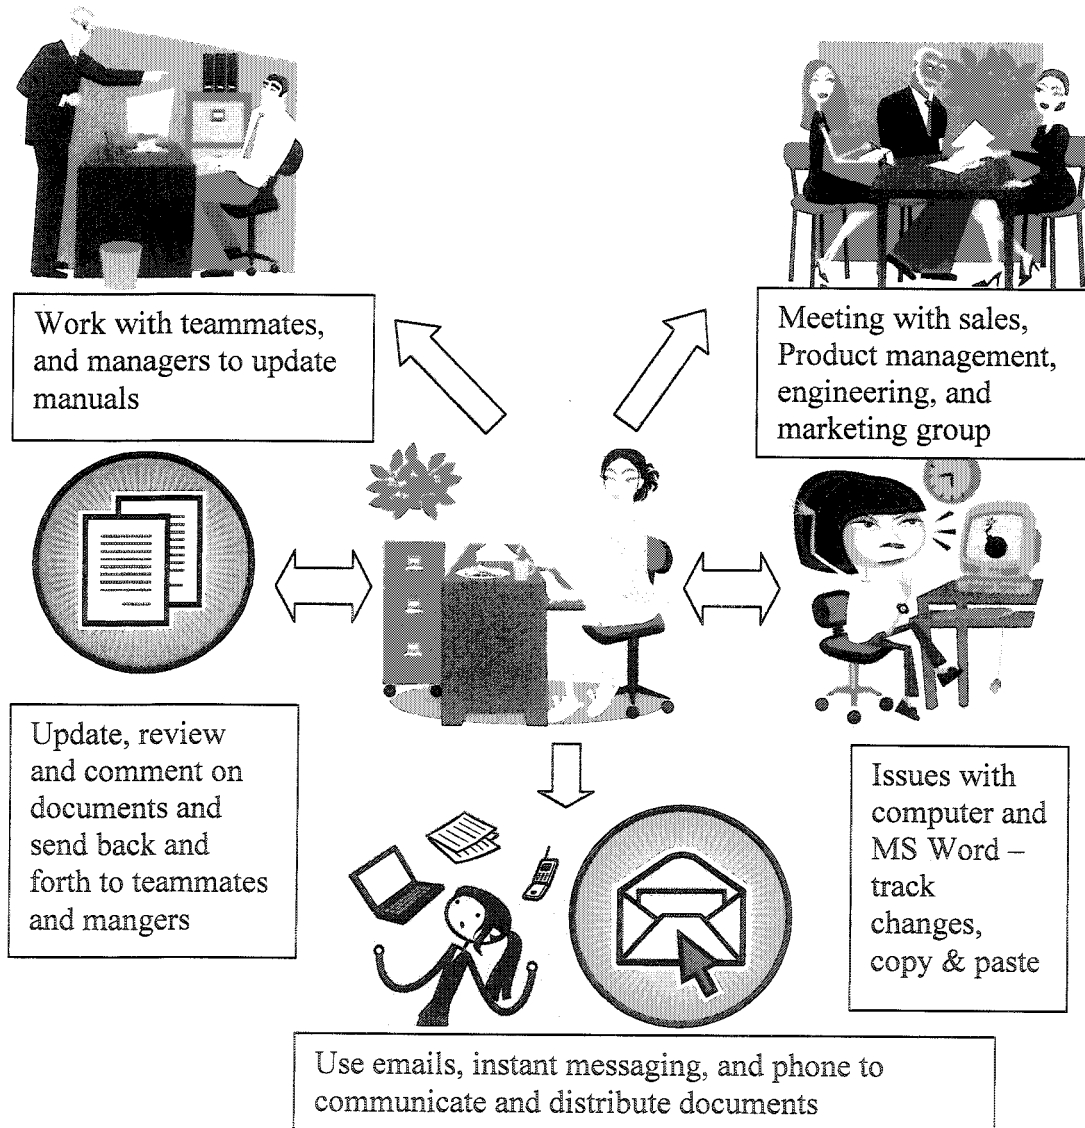 Work with teammates,
and managers to update
manuals
Meeting with sales,
Product management,
engineering, and
marketing group
Update, review
and comment on
documents and
send back and
forth to teammates
and mangers
Issues with
computer and
MS Word –
track
changes,
copy & paste
Use emails, instant messaging, and phone to
communicate and distribute documents